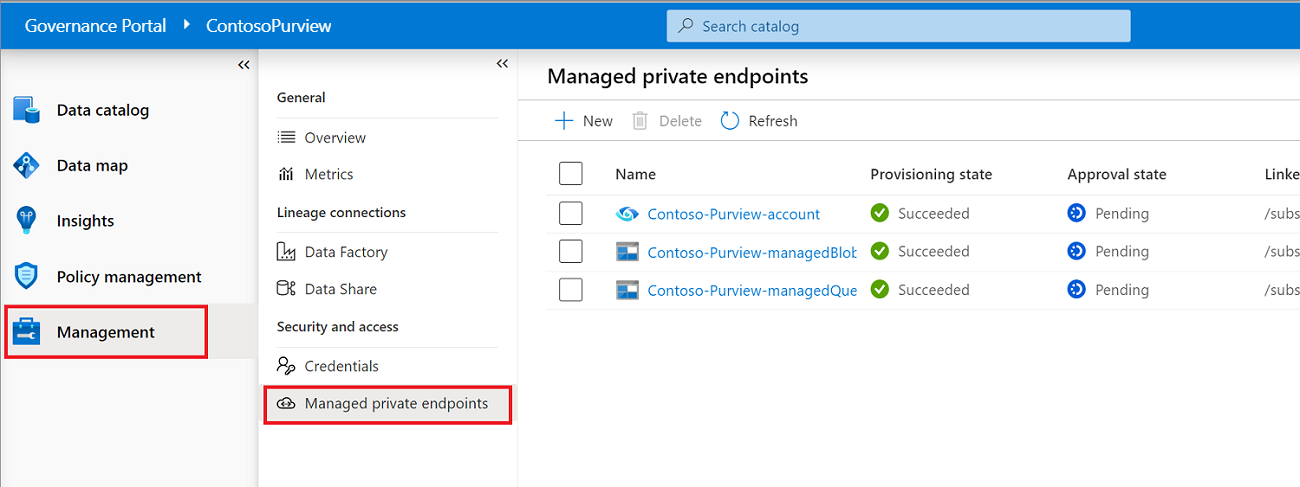 Governance Portal ContosoPurview Search catalog
Data catalog
Data map
Insights
Policy management
Management
General
Overview
Metrics
Lineage connections
Data Factory
Data Share
Security and access
Credentials
Managed private endpoints
Managed private endpoints
New Delete Refresh
Name Provisioning state Approval state Linke
Contoso-Purview-account Succeeded Pending /subs
Contoso-Purview-managedBlob Succeeded Pending /subs
Contoso-Purview-managedQue Succeeded Pending /subs